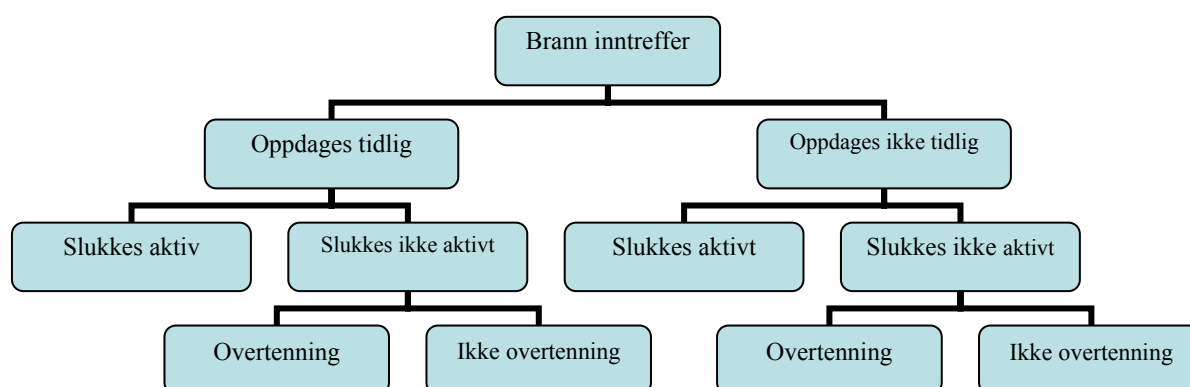 Brann inntreffer
Oppdages tidlig
Oppdages ikke tidlig
Slukkes aktiv
Slukkes ikke aktivt
Slukkes aktivt
Slukkes ikke aktivt
Overtenning
Ikke overtenning
Overtenning
Ikke overtenning